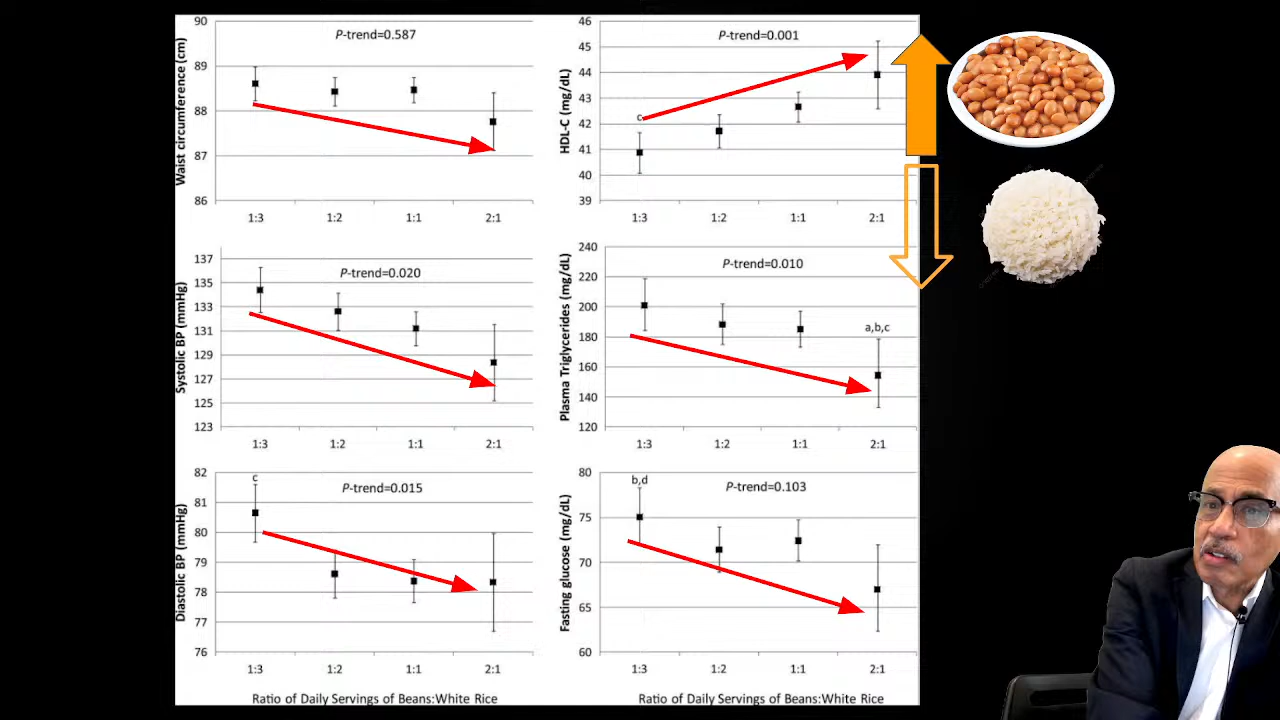 Waist circumference (cm)
90
89
88
87
86
P-trend=0.587
1:3 1:2 1:1 2:1
HDL-C (mg/dL)
46
45
44
43
42
41
40
39
P-trend=0.001
c
1:3 1:2 1:1 2:1
Systolic BP (mmHg)
137
135
133
131
129
127
125
123
P-trend=0.020
1:3 1:2 1:1 2:1
Plasma Triglycerides (mg/dL)
240
220
200
180
160
140
120
P-trend=0.010
a,b,c
1:3 1:2 1:1 2:1
Diastolic BP (mmHg)
82
81
80
79
78
77
76
c
P-trend=0.015
1:3 1:2 1:1 2:1
Ratio of Daily Servings of Beans:White Rice
Fasting glucose (mg/dL)
80
75
70
65
60
b,d
P-trend=0.103
1:3 1:2 1:1 2:1
Ratio of Daily Servings of Beans:White Rice